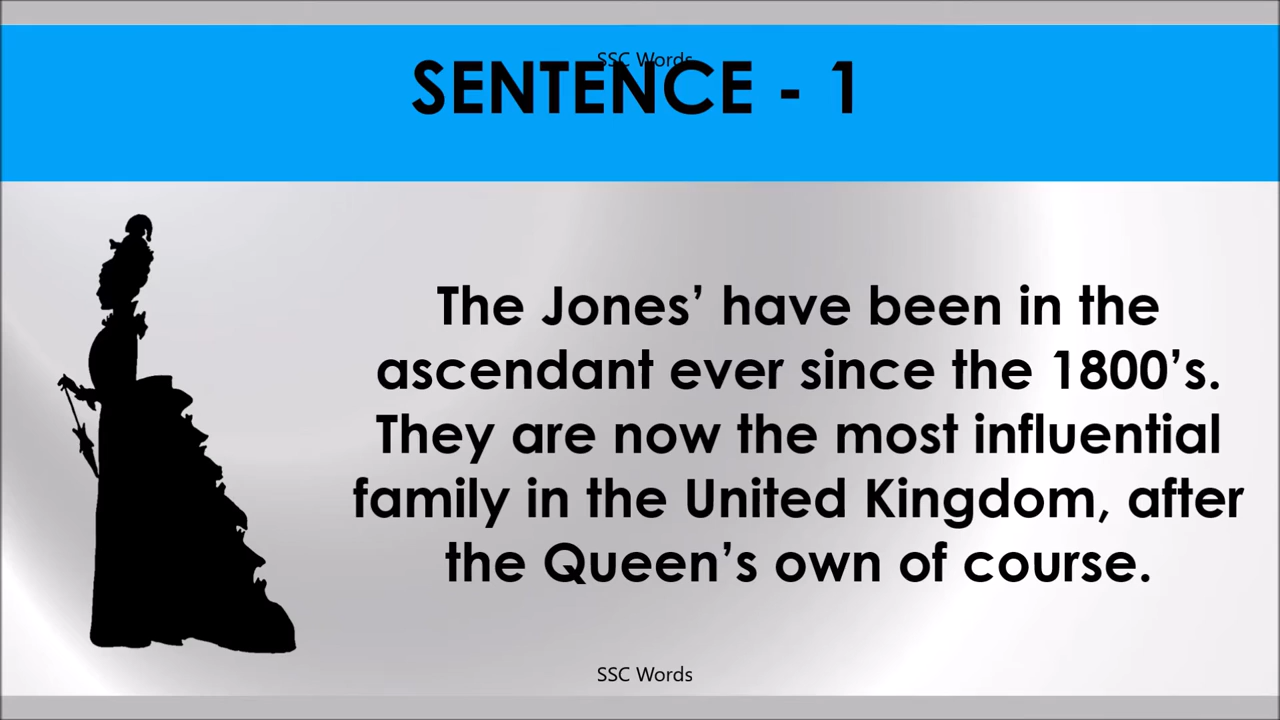 SSC Words
SENTENCE - 1
The Jones’ have been in the
ascendant ever since the 1800’s.
They are now the most influential
family in the United Kingdom, after
the Queen’s own of course.
SSC Words